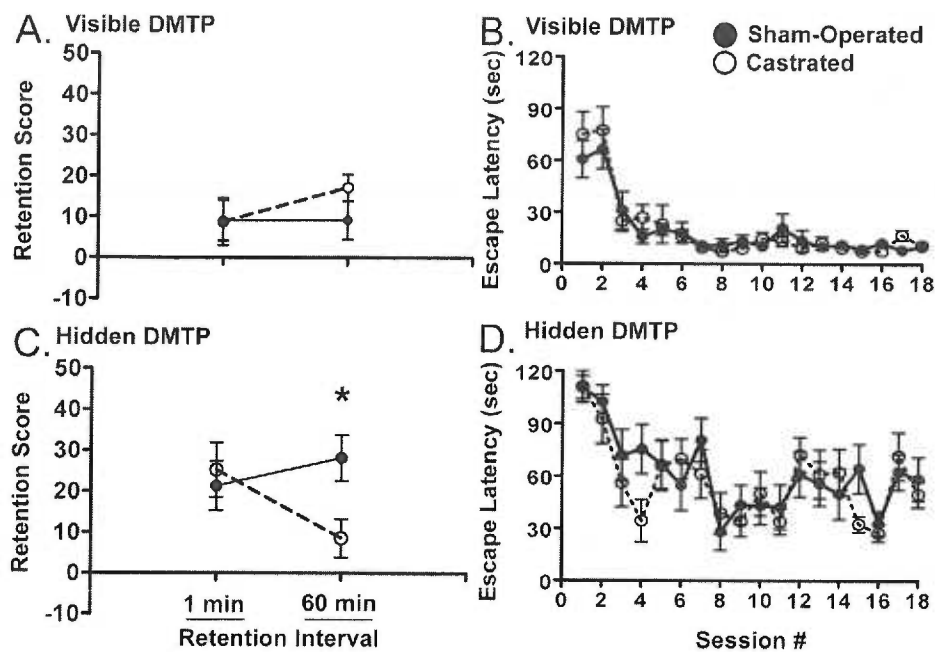 A. Visible DMTP
Retention Score
50
40
30
20
10
0
-10
B. Visible DMTP
Sham-Operated
Castrated
Escape Latency (sec)
120
90
60
30
0
0 2 4 6 8 10 12 14 16 18
C. Hidden DMTP
Retention Score
50
40
30
20
10
0
-10
*
1 min 60 min
Retention Interval
D. Hidden DMTP
Escape Latency (sec)
120
90
60
30
0
0 2 4 6 8 10 12 14 16 18
Session #